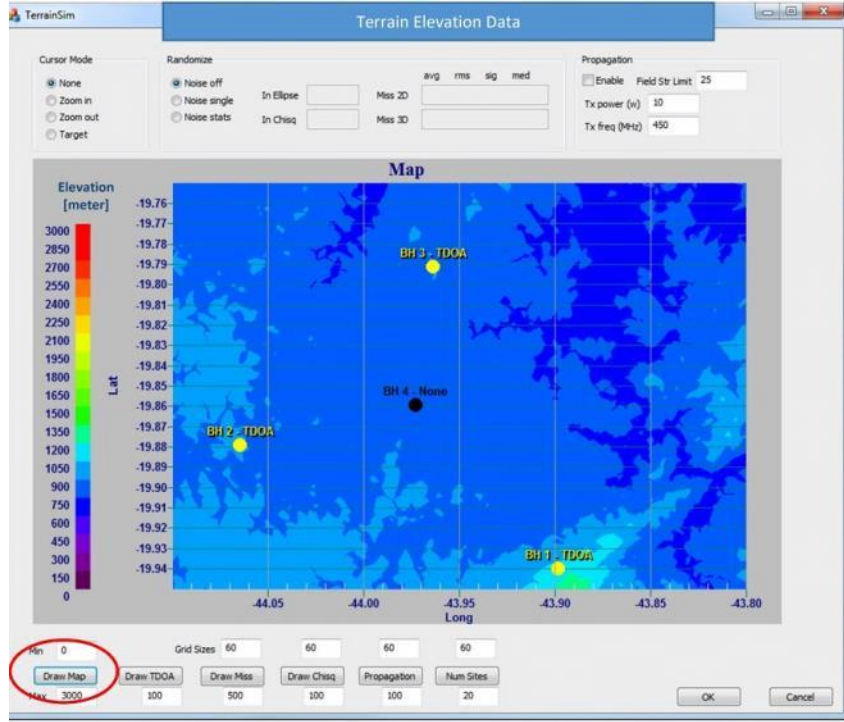 TerrainSim
Terrain Elevation Data
Cursor Mode
None
Zoom in
Zoom out
Target
Randomize
Noise off
Noise single
Noise stats
In Ellipse
In Chisq
avg rms sig med
Miss 2D
Miss 3D
Propagation
Enable Field Str Limit 25
Tx power (w) 10
Tx freq (MHz) 450
Map
Elevation
[meter]
3000
2850
2700
2550
2400
2250
2100
1950
1800
1650
1500
1350
1200
1050
900
750
600
450
300
150
0
Lat
-19.76
-19.77
-19.78
-19.79
-19.80
-19.81
-19.82
-19.83
-19.84
-19.85
-19.86
-19.87
-19.88
-19.89
-19.90
-19.91
-19.92
-19.93
-19.94
BH 3 - TDOA
BH 4 - None
BH 2 - TDOA
BH 1 - TDOA
-44.05 -44.00 -43.95 -43.90 -43.85 -43.80
Long
Min 0 Grid Sizes 60 60 60 60
Draw Map Draw TDOA Draw Miss Draw Chisq Propagation Num Sites
Max 3000 100 500 100 100 20
OK Cancel